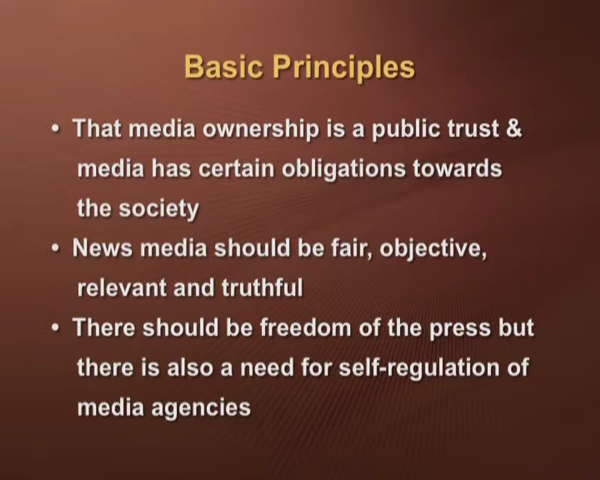 Basic Principles
• That media ownership is a public trust &
media has certain obligations towards
the society
• News media should be fair, objective,
relevant and truthful
• There should be freedom of the press but
there is also a need for self-regulation of
media agencies